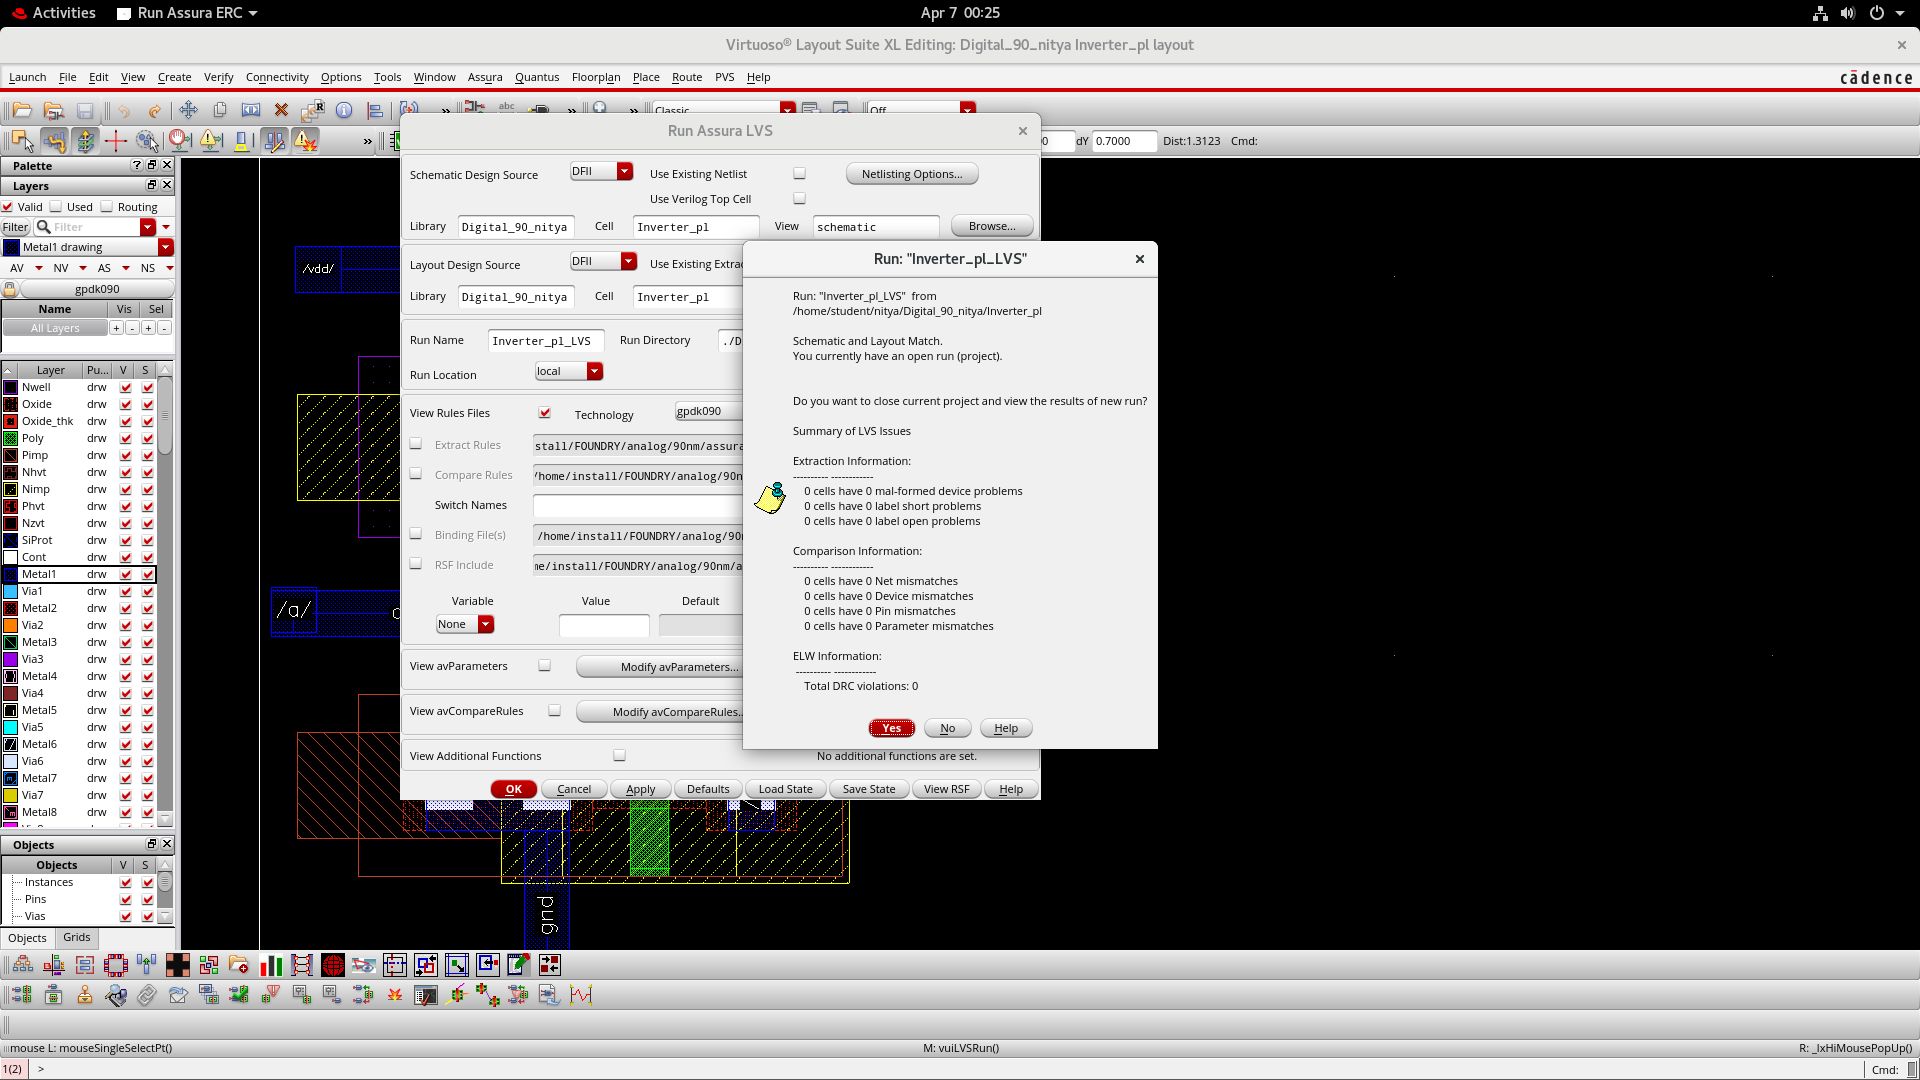 Activities
Run Assura ERC
Apr 7 00:25
Virtuoso® Layout Suite XL Editing: Digital_90_nitya Inverter_pl layout
Launch File Edit View Create Verify Connectivity Options Tools Window Assura Quantus Floorplan Place Route PVS Help
cādence
abc
Classic
Off
dY 0.7000 Dist:1.3123 Cmd:
Palette
Layers
Valid Used Routing
Filter Filter
Metal1 drawing
AV NV AS NS
gpdk090
Name Vis Sel
All Layers + - + -
Layer Pu... V S
Nwell drw
Oxide drw
Oxide_thk drw
Poly drw
Pimp drw
Nhvt drw
Nimp drw
Phvt drw
Nzvt drw
SiProt drw
Cont drw
Metal1 drw
Via1 drw
Metal2 drw
Via2 drw
Metal3 drw
Via3 drw
Metal4 drw
Via4 drw
Metal5 drw
Via5 drw
Metal6 drw
Via6 drw
Metal7 drw
Via7 drw
Metal8 drw
Objects
Objects V S
Instances
Pins
Vias
Objects Grids
/vdd/
/a/
gnd
Run Assura LVS
Schematic Design Source DFII Use Existing Netlist Netlisting Options...
Use Verilog Top Cell
Library Digital_90_nitya Cell Inverter_pl View schematic Browse...
Layout Design Source DFII Use Existing Extrac
Library Digital_90_nitya Cell Inverter_pl
Run Name Inverter_pl_LVS Run Directory ./D
Run Location local
View Rules Files Technology gpdk090
Extract Rules stall/FOUNDRY/analog/90nm/assura
Compare Rules /home/install/FOUNDRY/analog/90n
Switch Names
Binding File(s) /home/install/FOUNDRY/analog/90n
RSF Include me/install/FOUNDRY/analog/90nm/a
Variable Value Default
None
View avParameters Modify avParameters...
View avCompareRules Modify avCompareRules..
View Additional Functions No additional functions are set.
OK Cancel Apply Defaults Load State Save State View RSF Help
Run: "Inverter_pl_LVS"
Run: "Inverter_pl_LVS" from
/home/student/nitya/Digital_90_nitya/Inverter_pl
Schematic and Layout Match.
You currently have an open run (project).
Do you want to close current project and view the results of new run?
Summary of LVS Issues
Extraction Information:
---------- ------------
0 cells have 0 mal-formed device problems
0 cells have 0 label short problems
0 cells have 0 label open problems
Comparison Information:
---------- ------------
0 cells have 0 Net mismatches
0 cells have 0 Device mismatches
0 cells have 0 Pin mismatches
0 cells have 0 Parameter mismatches
ELW Information:
---------- ------------
Total DRC violations: 0
Yes No Help
mouse L: mouseSingleSelectPt() M: vuiLVSRun() R: _lxHiMousePopUp()
1(2) > Cmd: